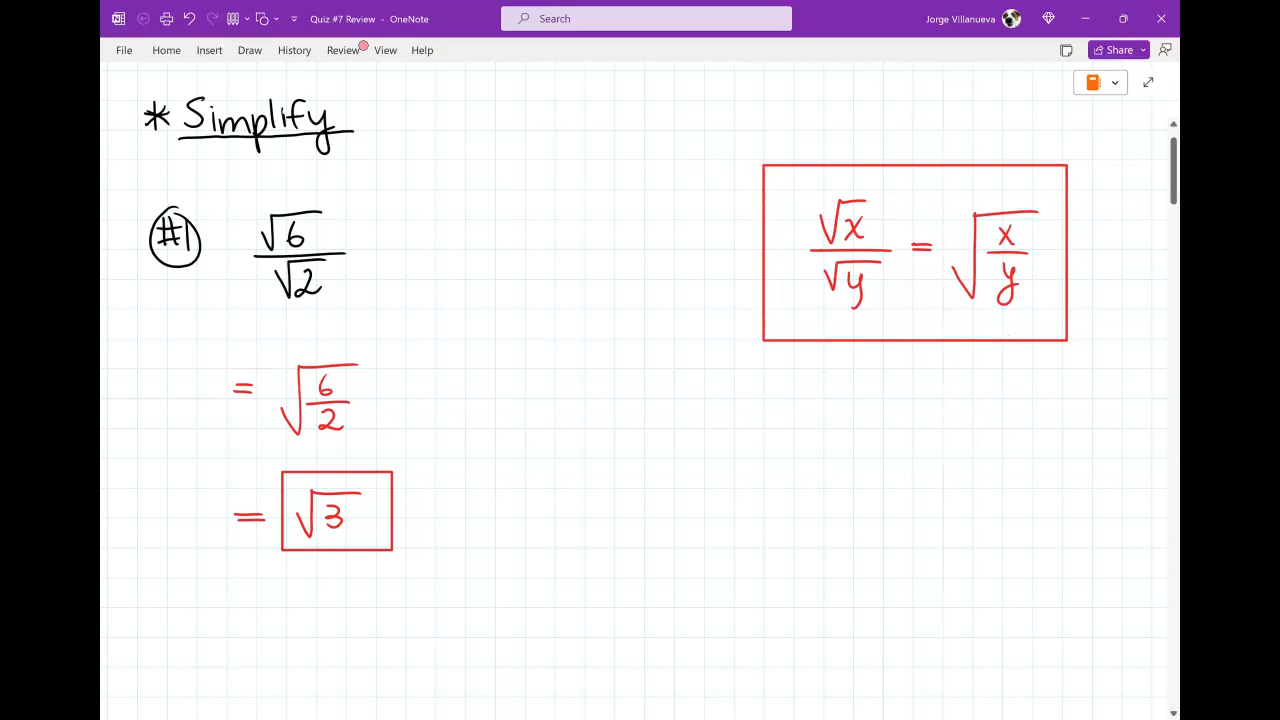 Quiz #7 Review - OneNote
Search
Jorge Villanueva
File Home Insert Draw History Review View Help
Share
* Simplify
#1 √6/√2
= √(6/2)
= √3
√x/√y = √(x/y)